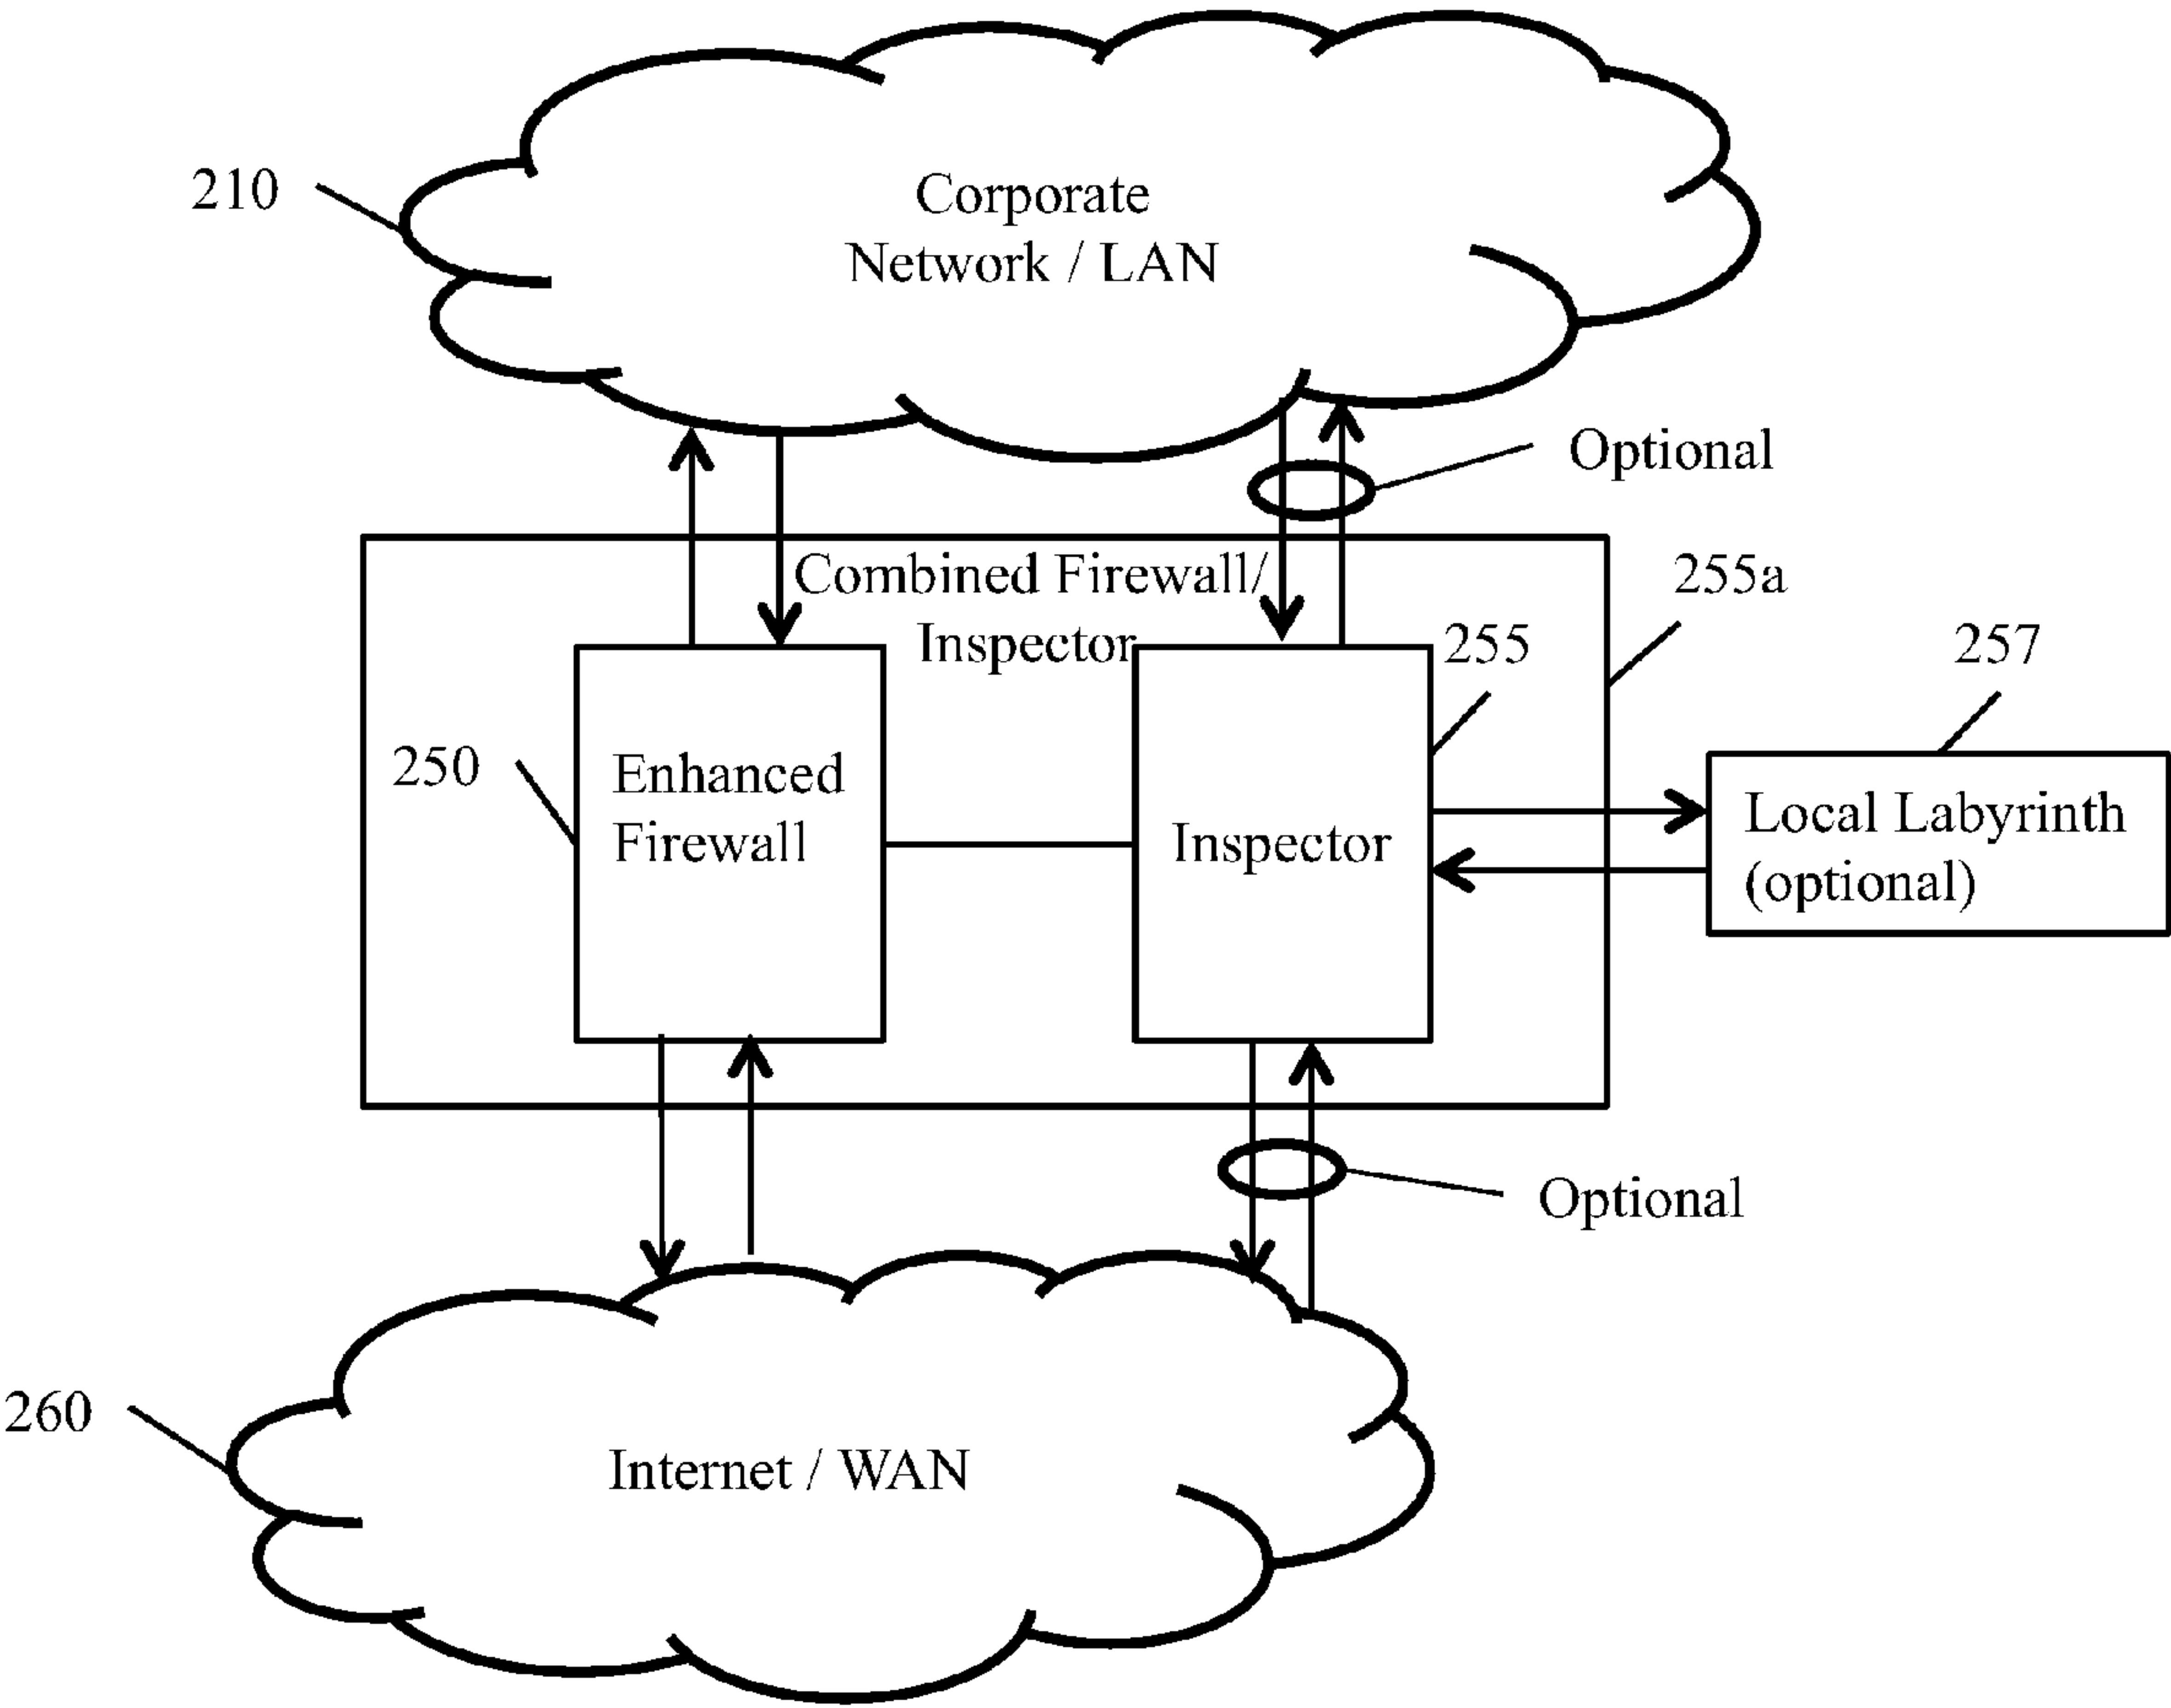 210
Corporate
Network / LAN
Optional
Combined Firewall/
Inspector
255a
255
257
250
Enhanced
Firewall
Inspector
Local Labyrinth
(optional)
Optional
260
Internet / WAN